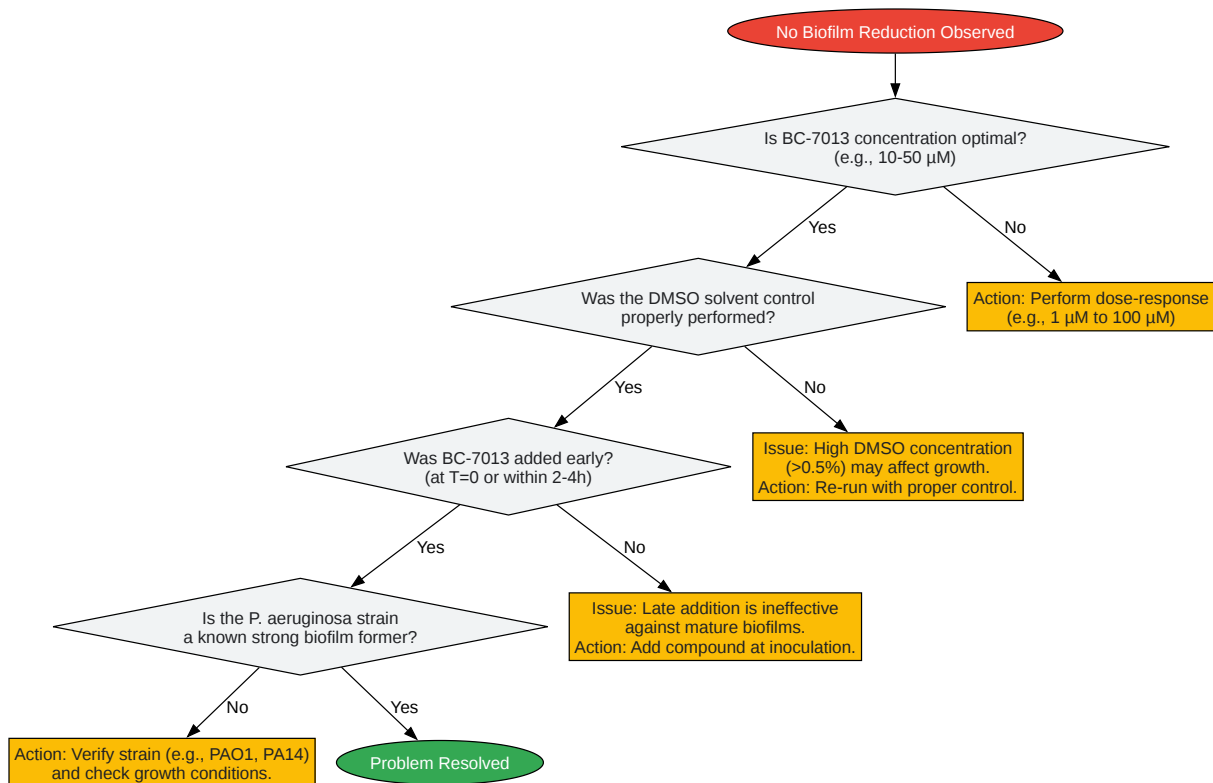 No Biofilm Reduction Observed
Is BC-7013 concentration optimal?
(e.g., 10-50 µM)
Yes
No
Was the DMSO solvent control
properly performed?
Action: Perform dose-response
(e.g., 1 µM to 100 µM)
Yes
No
Was BC-7013 added early?
(at T=0 or within 2-4h)
Issue: High DMSO concentration
(>0.5%) may affect growth.
Action: Re-run with proper control.
Yes
No
Is the P. aeruginosa strain
a known strong biofilm former?
Issue: Late addition is ineffective
against mature biofilms.
Action: Add compound at inoculation.
No
Yes
Action: Verify strain (e.g., PAO1, PA14)
and check growth conditions.
Problem Resolved